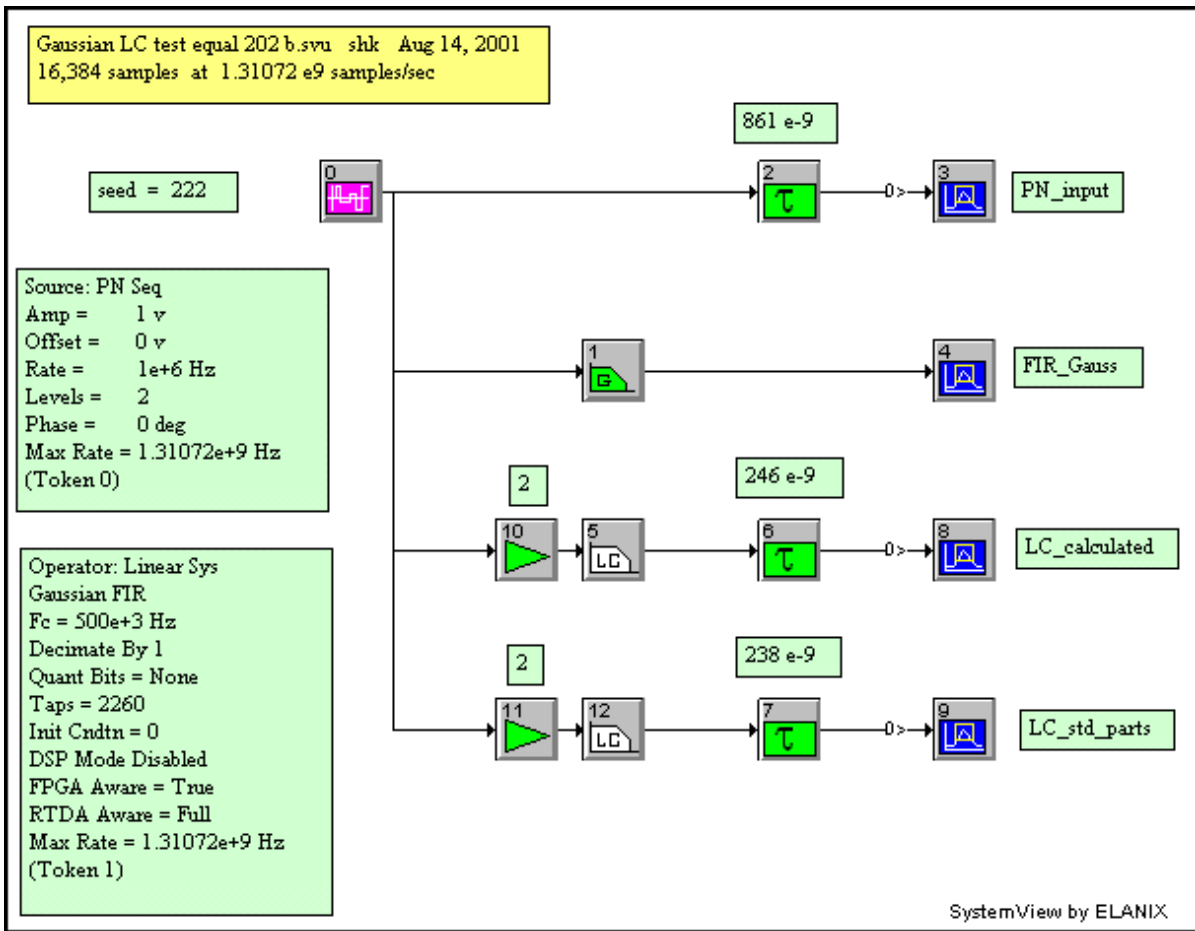 Gaussian LC test equal 202 b.svu shk Aug 14, 2001
16,384 samples at 1.31072 e9 samples/sec
861 e-9
seed = 222
0
2
τ
0>
3
PN_input
Source: PN Seq
Amp = 1 v
Offset = 0 v
Rate = 1e+6 Hz
Levels = 2
Phase = 0 deg
Max Rate = 1.31072e+9 Hz
(Token 0)
1
G
4
FIR_Gauss
2
246 e-9
10
5
LC
6
τ
0>
8
LC_calculated
Operator: Linear Sys
Gaussian FIR
Fc = 500e+3 Hz
Decimate By 1
Quant Bits = None
Taps = 2260
Init Cndtn = 0
DSP Mode Disabled
FPGA Aware = True
RTDA Aware = Full
Max Rate = 1.31072e+9 Hz
(Token 1)
2
238 e-9
11
12
LC
7
τ
0>
9
LC_std_parts
SystemView by ELANIX